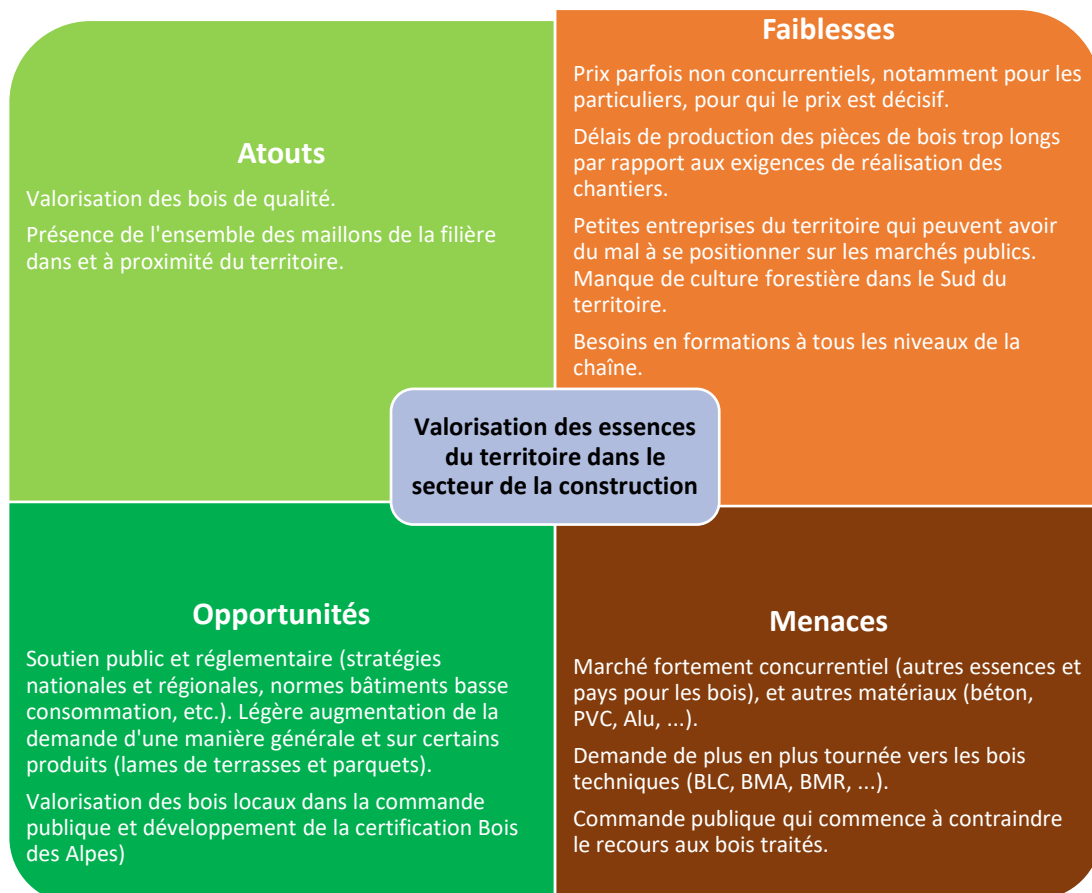 Atouts
Valorisation des bois de qualité.
Présence de l'ensemble des maillons de la filière
dans et à proximité du territoire.
Faiblesses
Prix parfois non concurrentiels, notamment pour les
particuliers, pour qui le prix est décisif.
Délais de production des pièces de bois trop longs
par rapport aux exigences de réalisation des
chantiers.
Petites entreprises du territoire qui peuvent avoir
du mal à se positionner sur les marchés publics.
Manque de culture forestière dans le Sud du
territoire.
Besoins en formations à tous les niveaux de la
chaîne.
Valorisation des essences
du territoire dans le
secteur de la construction
Opportunités
Soutien public et réglementaire (stratégies
nationales et régionales, normes bâtiments basse
consommation, etc.). Légère augmentation de la
demande d'une manière générale et sur certains
produits (lames de terrasses et parquets).
Valorisation des bois locaux dans la commande
publique et développement de la certification Bois
des Alpes)
Menaces
Marché fortement concurrentiel (autres essences et
pays pour les bois), et autres matériaux (béton,
PVC, Alu, ...).
Demande de plus en plus tournée vers les bois
techniques (BLC, BMA, BMR, ...).
Commande publique qui commence à contraindre
le recours aux bois traités.